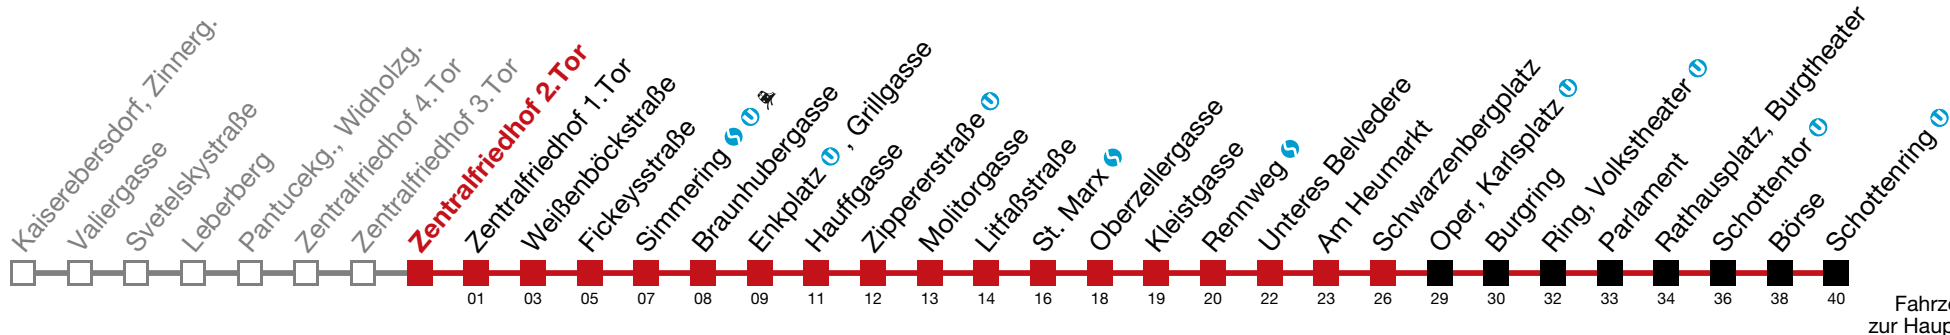 Kaiserebersdorf, Zinnerg.
Valiergasse
Svetelskystraße
Leberberg
Pantucekg., Widholzg.
Zentralfriedhof 4.Tor
Zentralfriedhof 3.Tor
Zentralfriedhof 2.Tor
Zentralfriedhof 1.Tor
Weißenböckstraße
Fickeysstraße
Simmering S U
Braunhubergasse
Enkplatz U , Grillgasse
Hauffgasse
Zippererstraße U
Molitorgasse
Litfaßstraße
St. Marx S
Oberzellergasse
Kleistgasse
Rennweg S
Unteres Belvedere
Am Heumarkt
Schwarzenbergplatz
Oper, Karlsplatz U
Burgring
Ring, Volkstheater U
Parlament
Rathausplatz, Burgtheater
Schottentor U
Börse
Schottenring U
01 03 05 07 08 09 11 12 13 14 16 18 19 20 22 23 26 29 30 32 33 34 36 38 40
Fahrze
zur Haup